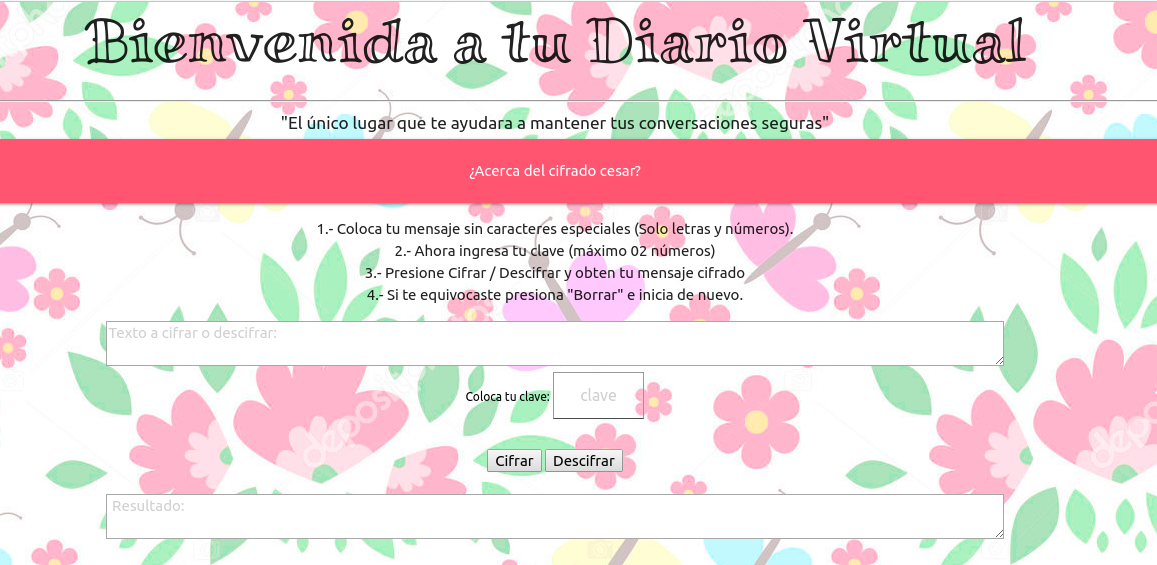 Bienvenida a tu Diario Virtual
"El único lugar que te ayudara a mantener tus conversaciones seguras"
¿Acerca del cifrado cesar?
1.- Coloca tu mensaje sin caracteres especiales (Solo letras y números).
2.- Ahora ingresa tu clave (máximo 02 números)
3.- Presione Cifrar / Descifrar y obten tu mensaje cifrado
4.- Si te equivocaste presiona "Borrar" e inicia de nuevo.
Texto a cifrar o descifrar:
Coloca tu clave: clave
Cifrar Descifrar
Resultado: